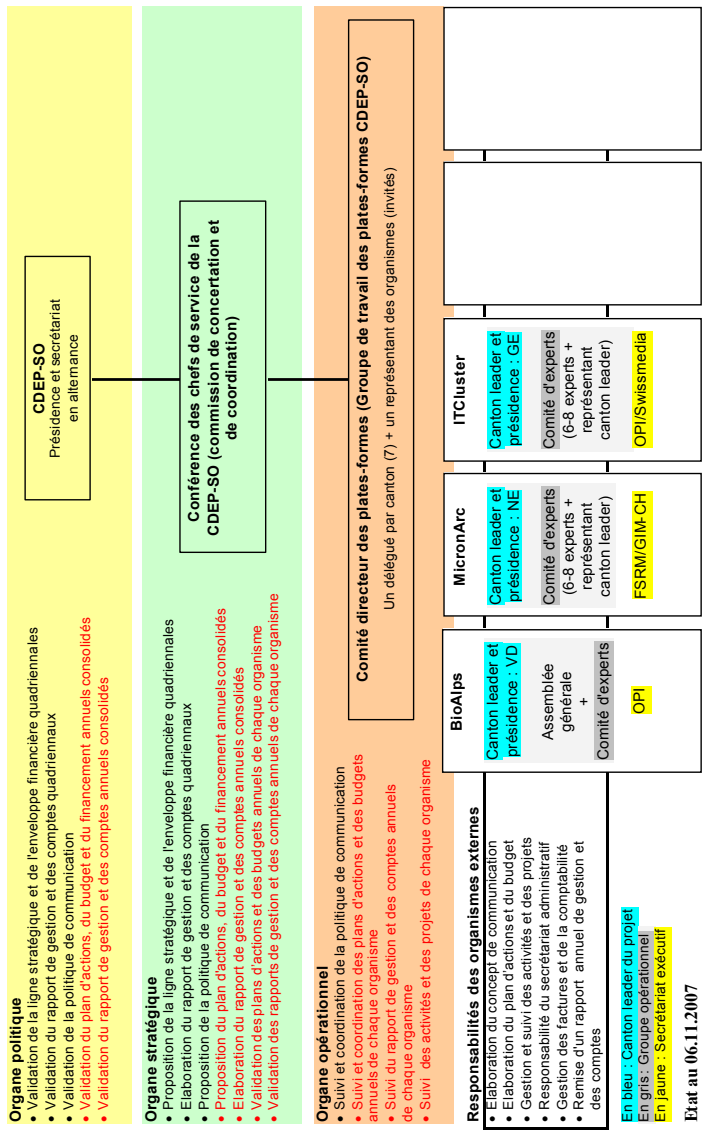 Organe politique
• Validation de la ligne stratégique et de l'enveloppe financière quadriennales
• Validation du rapport de gestion et des comptes quadriennaux
• Validation de la politique de communication
• Validation du plan d'actions, du budget et du financement annuels consolidés
• Validation du rapport de gestion et des comptes annuels consolidés
CDEP-SO
Présidence et secrétariat
en alternance
Organe stratégique
• Proposition de la ligne stratégique et de l'enveloppe financière quadriennales
• Elaboration du rapport de gestion et des comptes quadriennaux
• Proposition de la politique de communication
• Proposition du plan d'actions, du budget et du financement annuels consolidés
• Elaboration du rapport de gestion et des comptes annuels consolidés
• Validation des plans d'actions et des budgets annuels de chaque organisme
• Validation des rapports de gestion et des comptes annuels de chaque organisme
Conférence des chefs de service de la
CDEP-SO (commission de concertation et
de coordination)
Organe opérationnel
• Suivi et coordination de la politique de communication
• Suivi et coordination des plans d'actions et des budgets
annuels de chaque organisme
• Suivi du rapport de gestion et des comptes annuels
de chaque organisme
• Suivi des activités et des projets de chaque organisme
Comité directeur des plates-formes (Groupe de travail des plates-formes CDEP-SO)
Un délégué par canton (7) + un représentant des organismes (invités)
Responsabilités des organismes externes
• Elaboration du concept de communication
• Elaboration du plan d'actions et du budget
• Gestion et suivi des activités et des projets
• Responsabilité du secrétariat administratif
• Gestion des factures et de la comptabilité
• Remise d'un rapport annuel de gestion et
des comptes
BioAlps
Canton leader et
présidence : VD
Assemblée
générale
+
Comité d'experts
OPI
MicronArc
Canton leader et
présidence : NE
Comité d'experts
(6-8 experts +
représentant
canton leader)
FSRM/GIM-CH
ITCluster
Canton leader et
présidence : GE
Comité d'experts
(6-8 experts +
représentant
canton leader)
OPI/Swissmedia
En bleu : Canton leader du projet
En gris : Groupe opérationnel
En jaune : Secrétariat exécutif
Etat au 06.11.2007